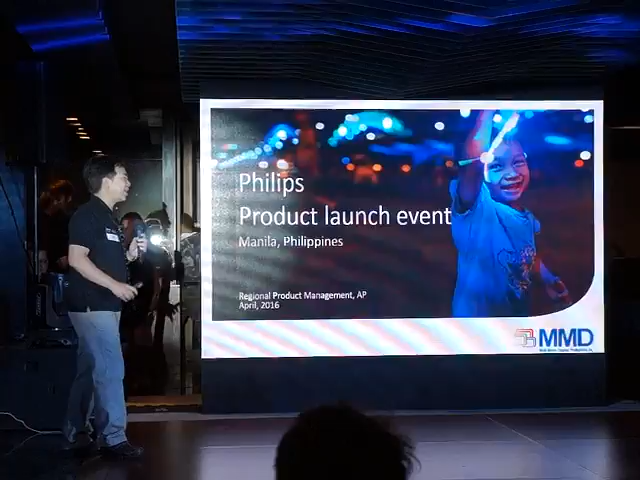 Philips
Product launch event
Manila, Philippines
Regional Product Management, AP
April, 2016
MMD